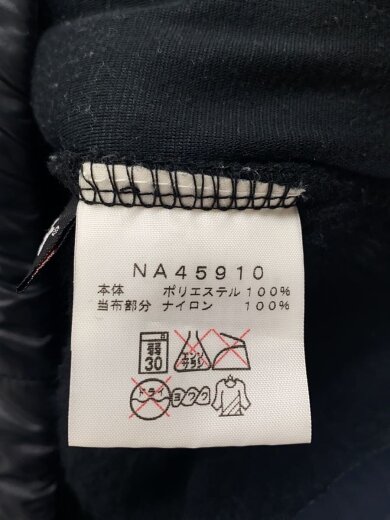 NA45910
本体 ポリエステル 100%
当布部分 ナイロン 100%
弱
30
エンソ
サラシ
ドライ
ヨワク